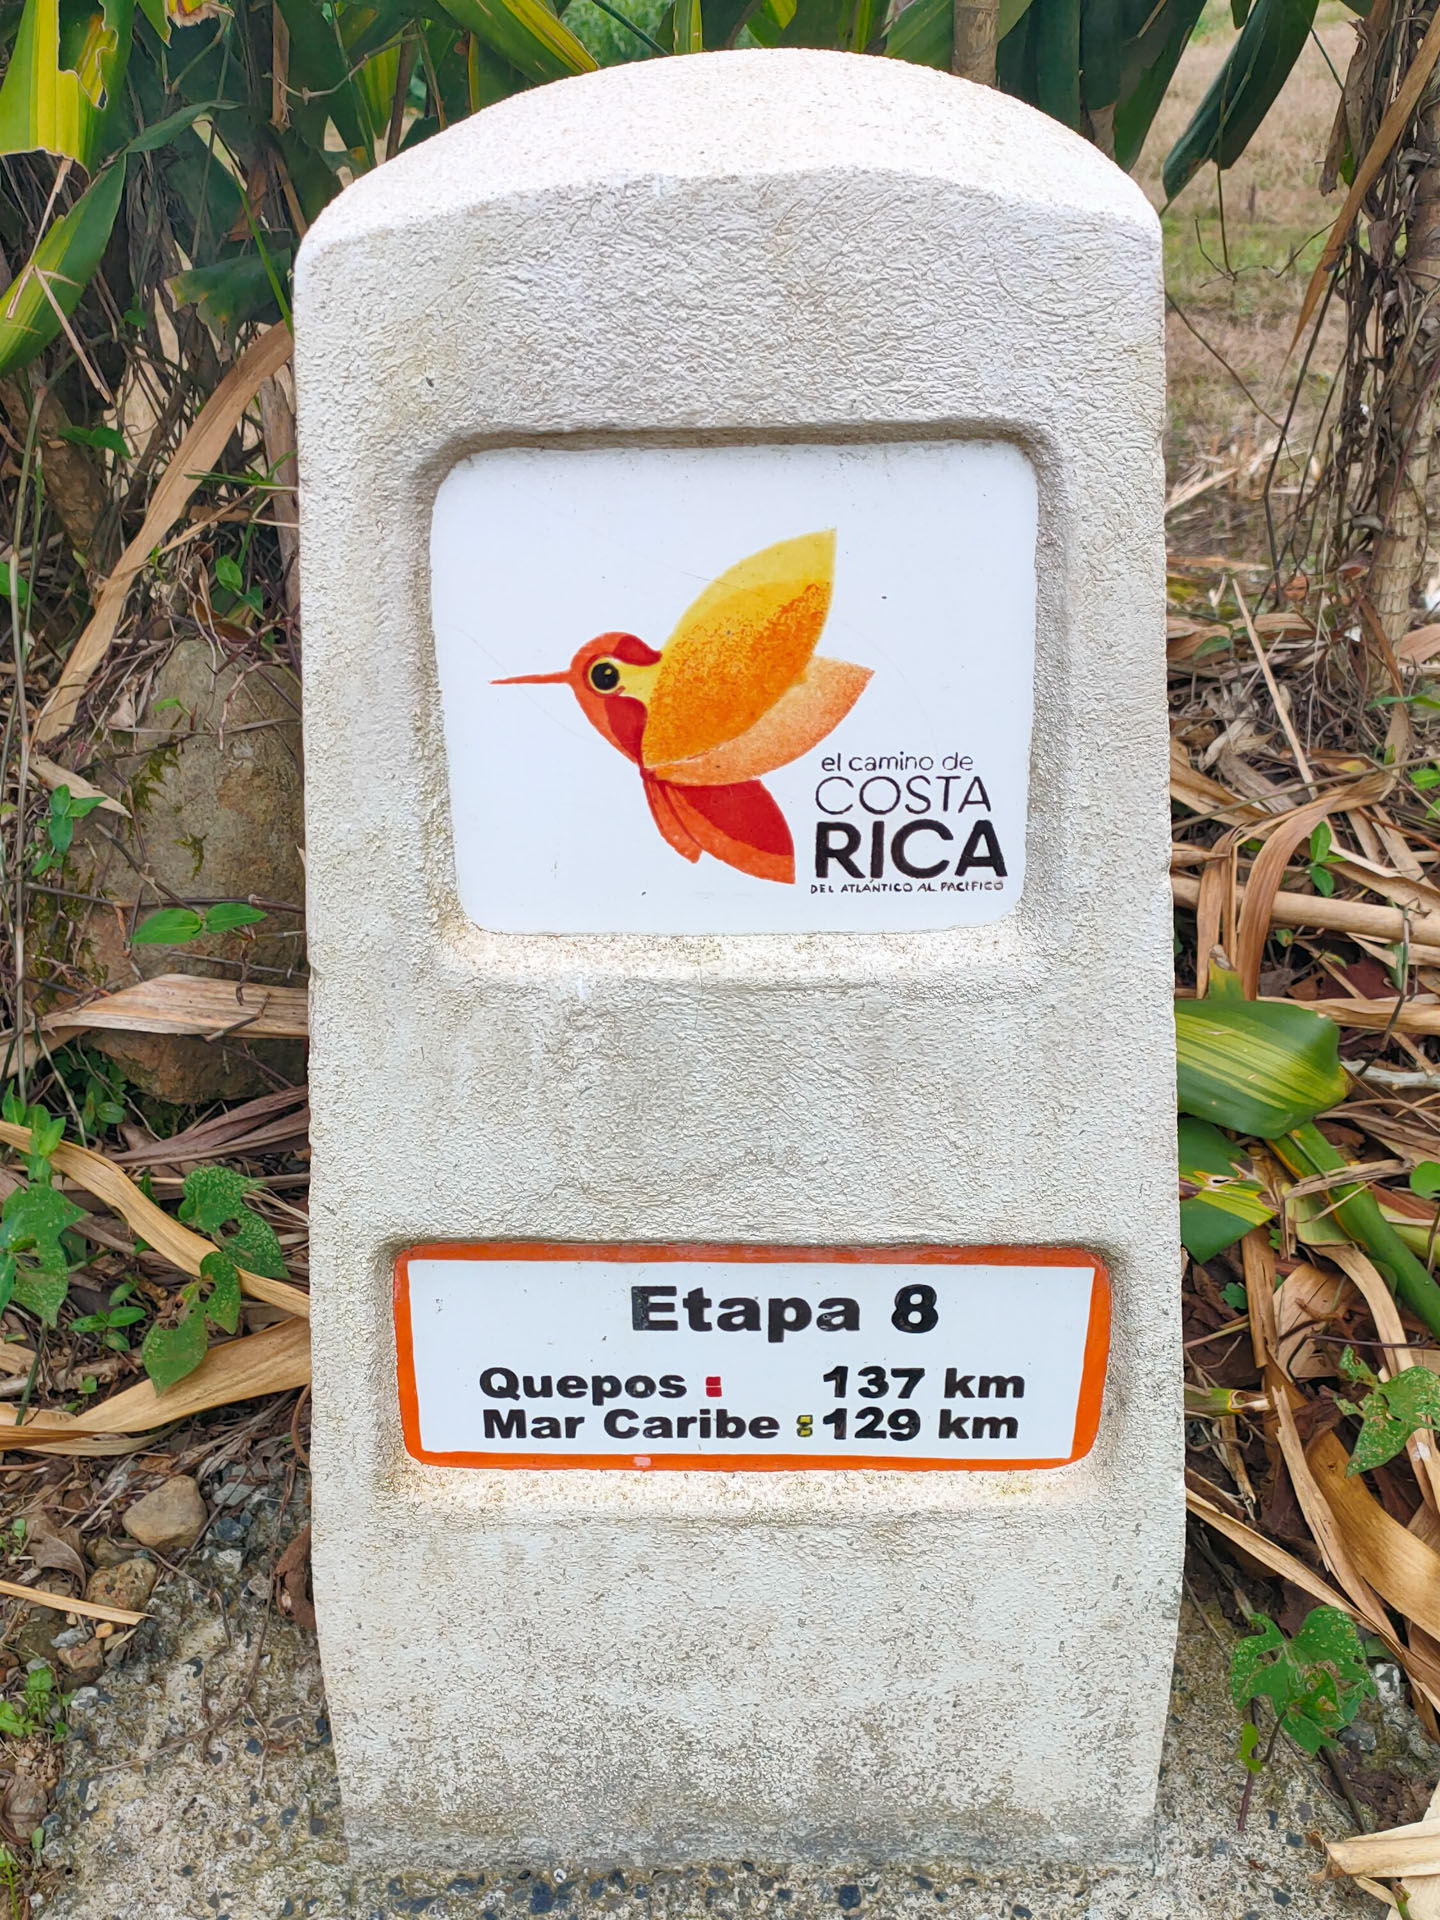 el camino de
COSTA
RICA
DEL ATLÁNTICO AL PACÍFICO
Etapa 8
Quepos : 137 km
Mar Caribe : 129 km